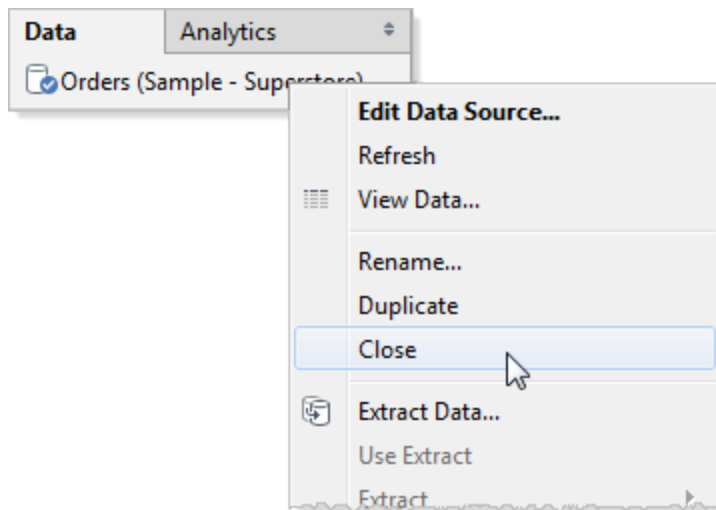 Data
Analytics
Orders (Sample - Superstore)
Edit Data Source...
Refresh
View Data...
Rename...
Duplicate
Close
Extract Data...
Use Extract
Extract